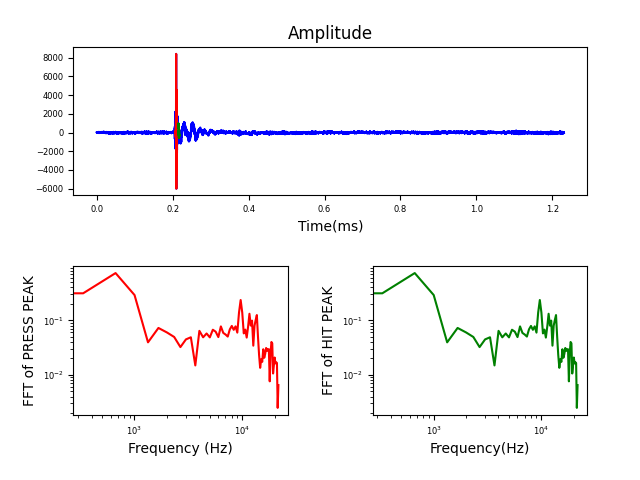 Amplitude
8000
6000
4000
2000
0
−2000
−4000
−6000
0.0 0.2 0.4 0.6 0.8 1.0 1.2
Time(ms)
FFT of PRESS PEAK
10⁻¹
10⁻²
10³ 10⁴
Frequency (Hz)
FFT of HIT PEAK
10⁻¹
10⁻²
10³ 10⁴
Frequency(Hz)